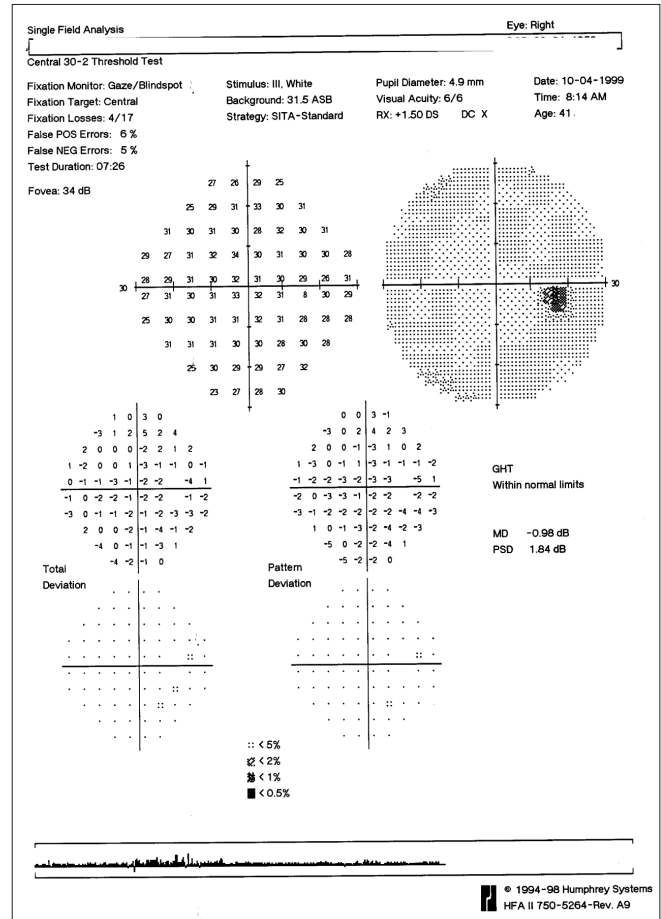 Single Field Analysis Eye: Right
Central 30-2 Threshold Test
Fixation Monitor: Gaze/Blindspot Stimulus: III, White Pupil Diameter: 4.9 mm Date: 10-04-1999
Fixation Target: Central Background: 31.5 ASB Visual Acuity: 6/6 Time: 8:14 AM
Fixation Losses: 4/17 Strategy: SITA-Standard RX: +1.50 DS DC X Age: 41
False POS Errors: 6 %
False NEG Errors: 5 %
Test Duration: 07:26
Fovea: 34 dB
27 26 29 25
25 29 31 33 30 31
31 30 31 30 28 32 30 31
29 27 31 32 34 30 31 30 30 28
28 29 31 30 32 31 30 29 26 31
30 30
27 31 30 31 33 32 31 8 30 29
25 30 30 31 31 32 31 28 28 28
31 31 31 30 30 28 30 28
25 30 29 29 27 32
23 27 28 30
1 0 3 0 0 0 3 -1
-3 1 2 5 2 4 -3 0 2 4 2 3
2 0 0 0 -2 2 1 2 2 0 0 -1 -3 1 0 2
1 -2 0 0 1 -3 -1 -1 0 -1 1 -3 0 -1 1 -3 -1 -1 -1 -2
GHT
0 -1 -1 -3 -1 -2 -2 -4 1 -1 -2 -2 -3 -2 -3 -3 -5 1
Within normal limits
-1 0 -2 -2 -1 -2 -2 -1 -2 -2 0 -3 -3 -1 -2 -2 -2 -2
-3 0 -1 -1 -2 -1 -2 -3 -3 -2 -3 -1 -2 -2 -2 -2 -2 -4 -4 -3
2 0 0 -2 -1 -4 -1 -2 1 0 -1 -3 -2 -4 -2 -3
MD -0.98 dB
-4 0 -1 -1 -3 1 -5 0 -2 -2 -4 1
PSD 1.84 dB
-4 -2 -1 0 -5 -2 -2 0
Total Pattern
Deviation Deviation
< 5%
< 2%
< 1%
< 0.5%
© 1994-98 Humphrey Systems
HFA II 750-5264-Rev. A9